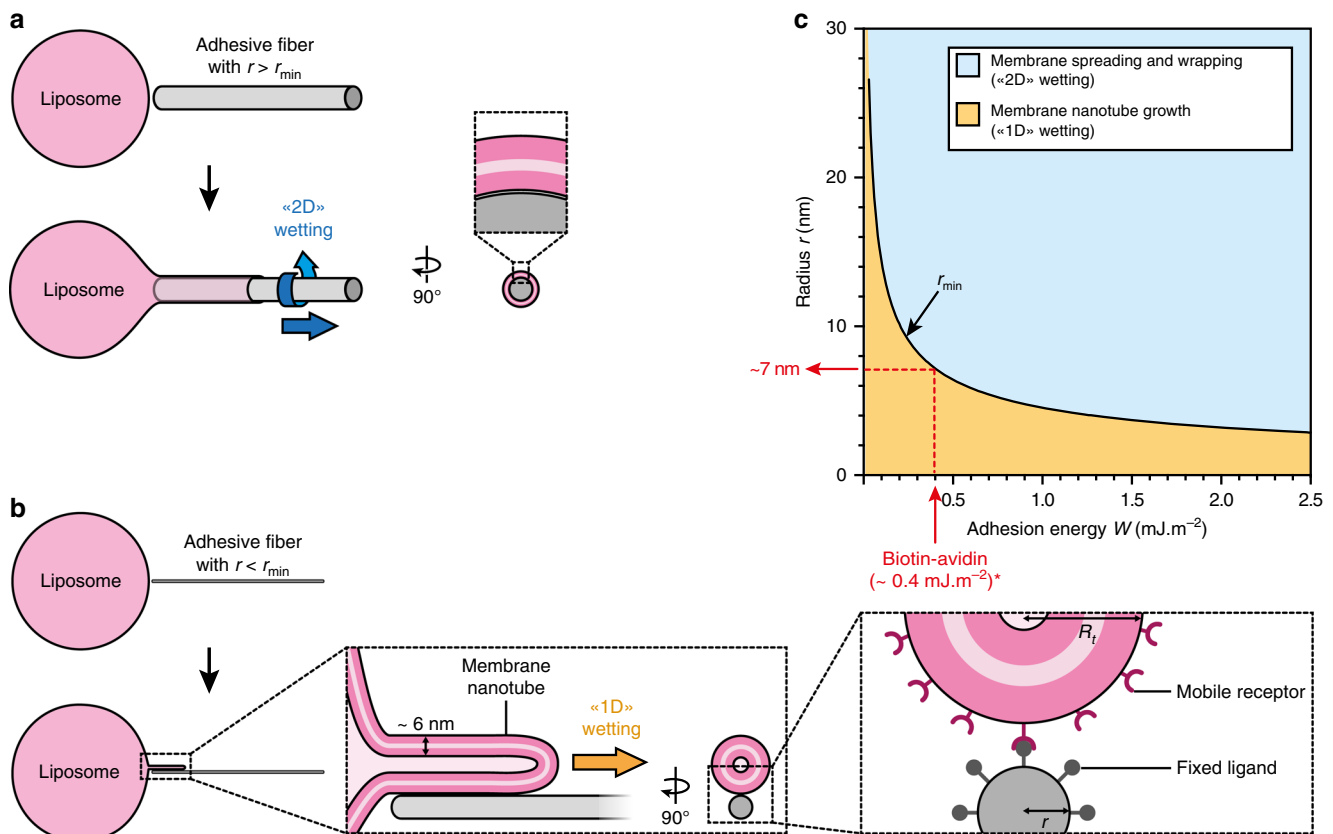 a
Liposome
Adhesive fiber
with r > rmin
Liposome
«2D»
wetting
90°
b
Liposome
Adhesive fiber
with r < rmin
Liposome
~ 6 nm
Membrane
nanotube
«1D»
wetting
90°
Rt
Mobile receptor
Fixed ligand
r
c
Membrane spreading and wrapping
(«2D» wetting)
Membrane nanotube growth
(«1D» wetting)
Radius r (nm)
30
20
10
0
rmin
~7 nm
0.5
1.0
1.5
2.0
2.5
Adhesion energy W (mJ.m−2)
Biotin-avidin
(~ 0.4 mJ.m−2)*